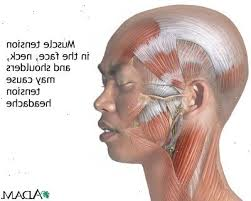 Muscle tension
in the face, neck,
and shoulders
may cause
tension
headache
ADAM.